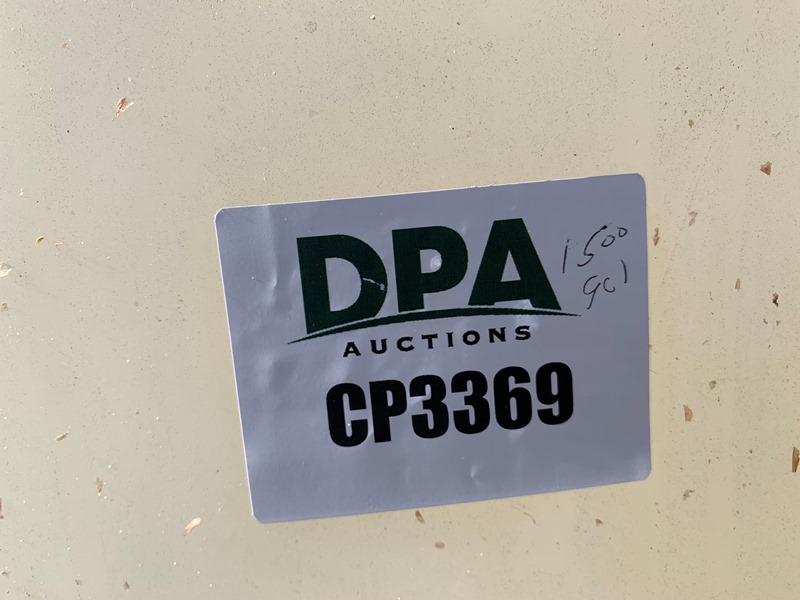 DPA
AUCTIONS
1500
gal
CP3369